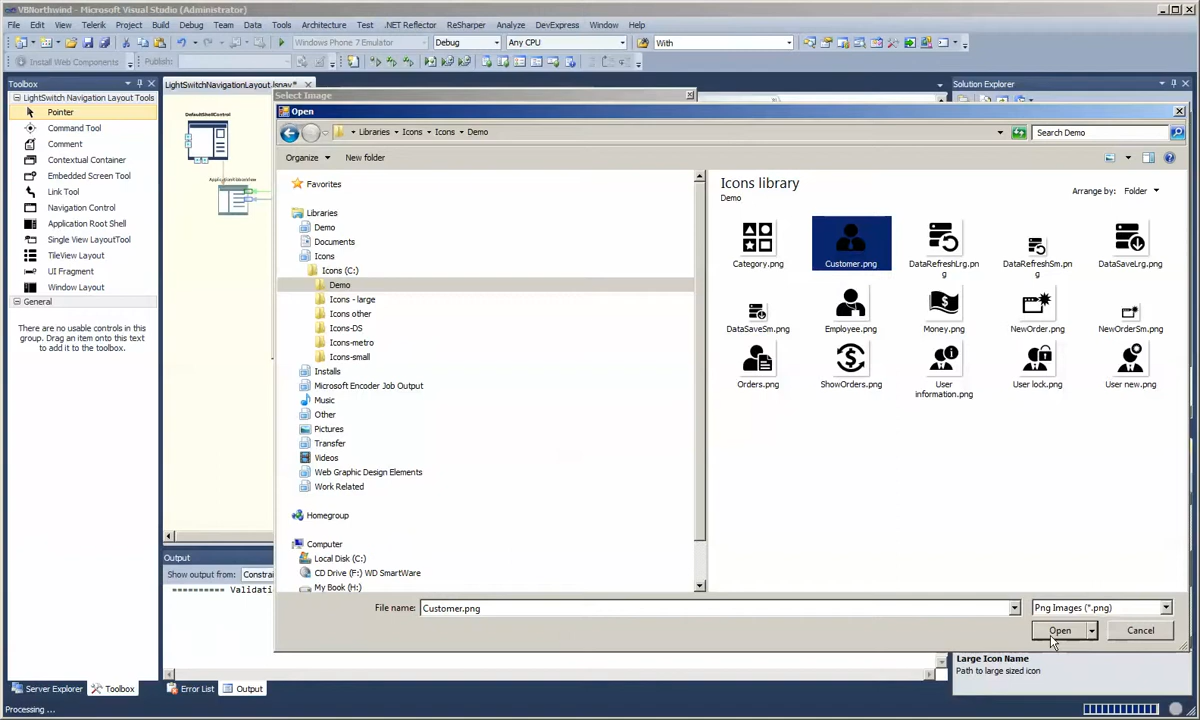 VBNorthwind - Microsoft Visual Studio (Administrator)
File Edit View Telerik Project Build Debug Team Data Tools Architecture Test .NET Reflector ReSharper Analyze DevExpress Window Help
Windows Phone 7 Emulator Debug Any CPU With
Install Web Components Publish:
Toolbox
LightSwitch Navigation Layout Tools
Pointer
Command Tool
Comment
Contextual Container
Embedded Screen Tool
Link Tool
Navigation Control
Application Root Shell
Single View LayoutTool
TileView Layout
UI Fragment
Window Layout
General
There are no usable controls in this
group. Drag an item onto this text
to add it to the toolbox.
Server Explorer Toolbox
Processing ...
LightSwitchNavigationLayout.lsnav*
DefaultShellControl
Output
Show output from: Constrai
========== Validati
Error List Output
Select Image
Open
Libraries Icons Icons Demo
Search Demo
Organize New folder
Favorites
Libraries
Demo
Documents
Icons
Icons (C:)
Demo
Icons - large
Icons other
Icons-DS
Icons-metro
Icons-small
Installs
Microsoft Encoder Job Output
Music
Other
Pictures
Transfer
Videos
Web Graphic Design Elements
Work Related
Homegroup
Computer
Local Disk (C:)
CD Drive (F:) WD SmartWare
My Book (H:)
Icons library
Demo
Arrange by: Folder
Category.png
Customer.png
DataRefreshLrg.pn
g
DataRefreshSm.pn
g
DataSaveLrg.png
DataSaveSm.png
Employee.png
Money.png
NewOrder.png
NewOrderSm.png
Orders.png
ShowOrders.png
User
information.png
User lock.png
User new.png
File name: Customer.png Png Images (*.png)
Open Cancel
Solution Explorer
Large Icon Name
Path to large sized icon